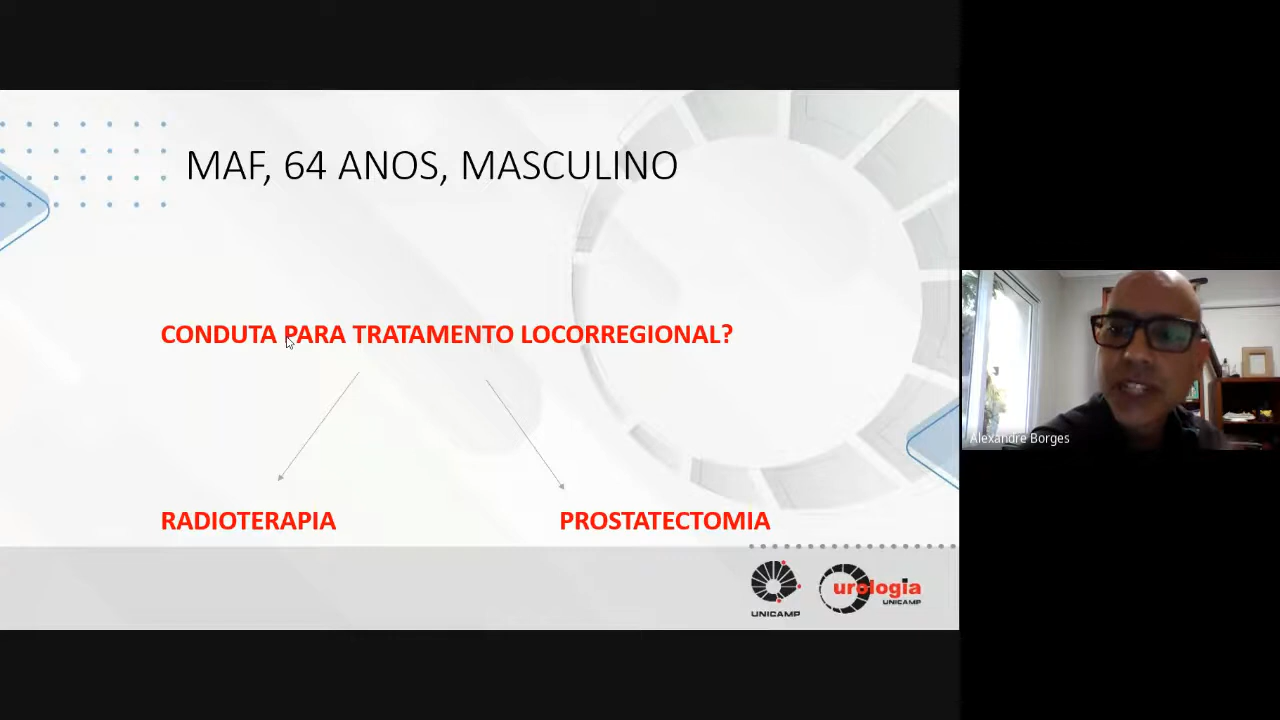 MAF, 64 ANOS, MASCULINO
CONDUTA PARA TRATAMENTO LOCORREGIONAL?
RADIOTERAPIA
PROSTATECTOMIA
UNICAMP
urologia
UNICAMP
Alexandre Borges